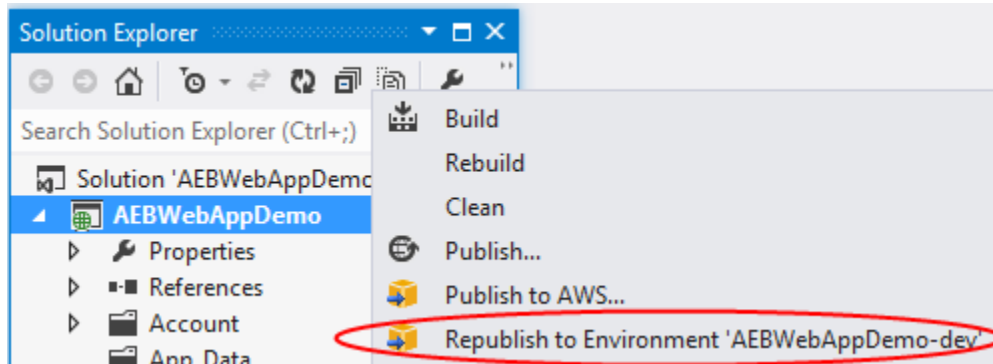 Solution Explorer
Search Solution Explorer (Ctrl+;)
Solution 'AEBWebAppDemo
AEBWebAppDemo
Properties
References
Account
App_Data
Build
Rebuild
Clean
Publish...
Publish to AWS...
Republish to Environment 'AEBWebAppDemo-dev'